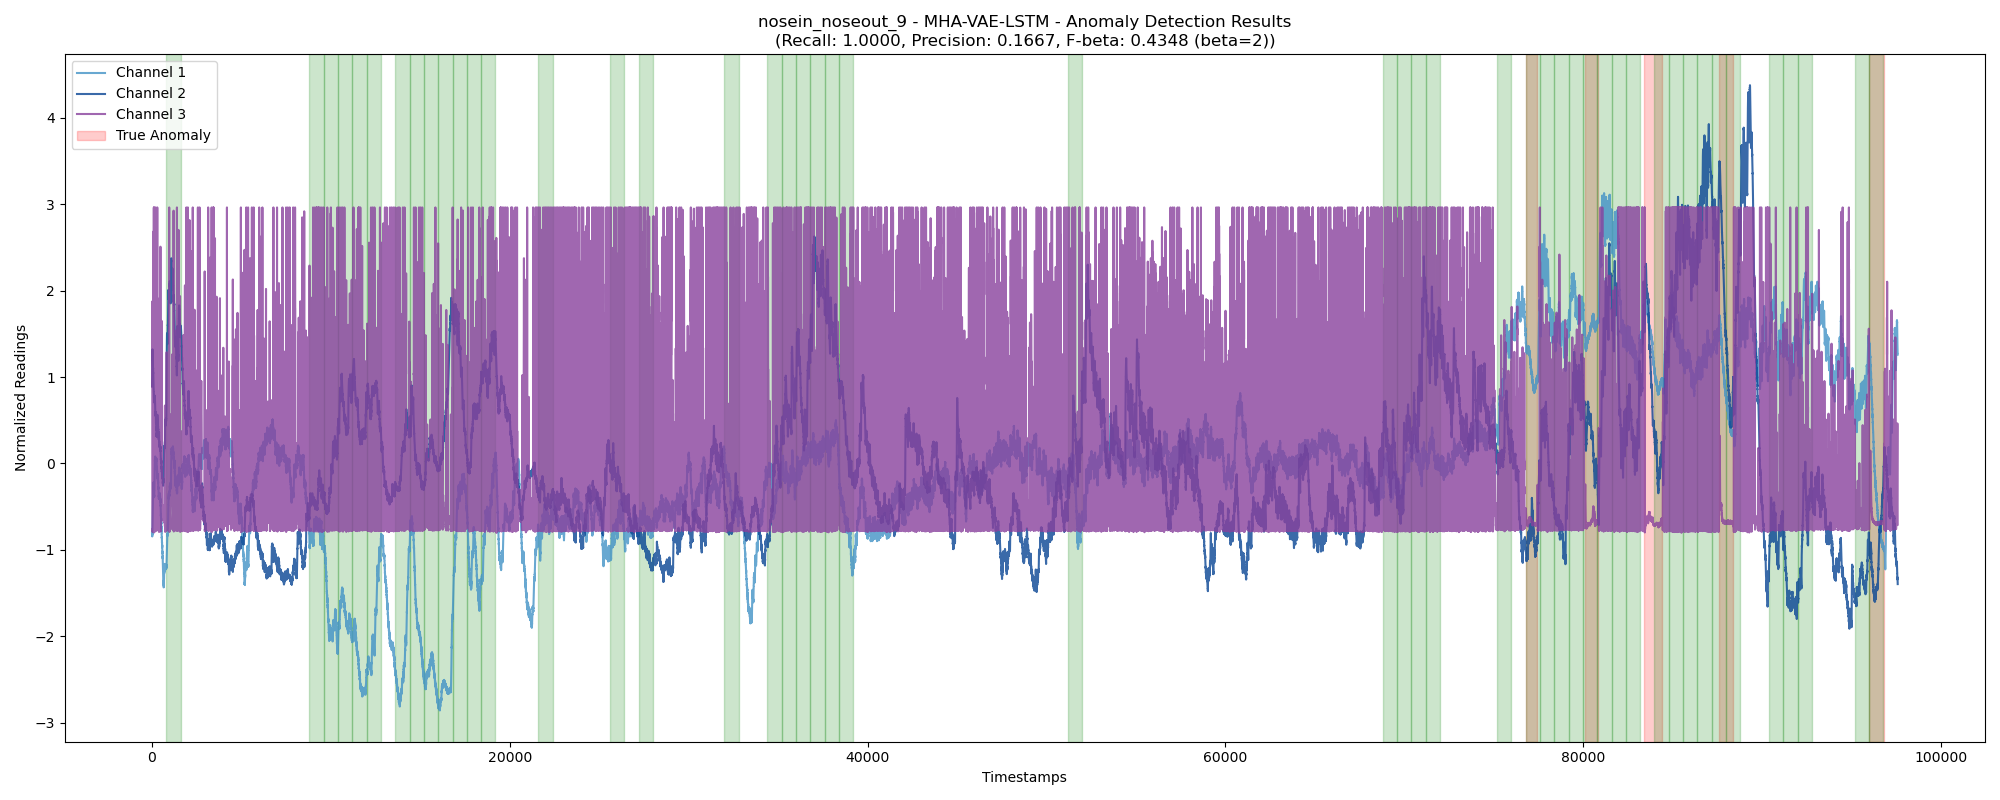 nosein_noseout_9 - MHA-VAE-LSTM - Anomaly Detection Results
(Recall: 1.0000, Precision: 0.1667, F-beta: 0.4348 (beta=2))
Channel 1
Channel 2
Channel 3
True Anomaly
Normalized Readings
4
3
2
1
0
−1
−2
−3
0
20000
40000
60000
80000
100000
Timestamps